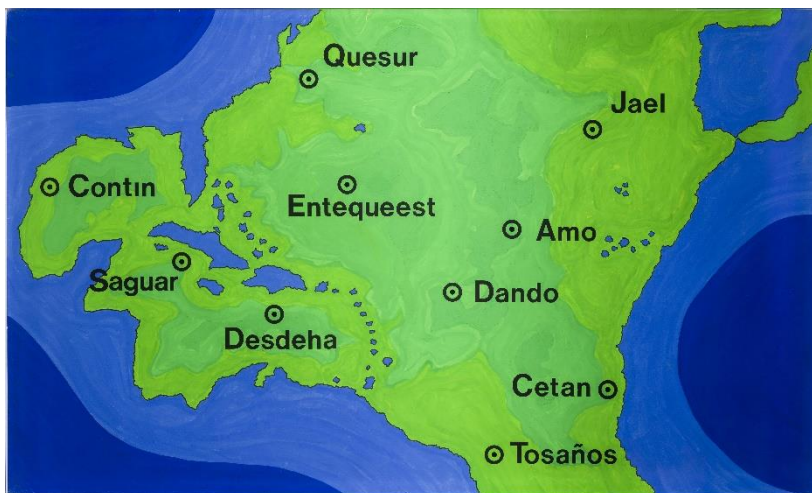 Quesur
Jael
Contın
Entequeest
Amo
Saguar
Dando
Desdeha
Cetan
Tosaños